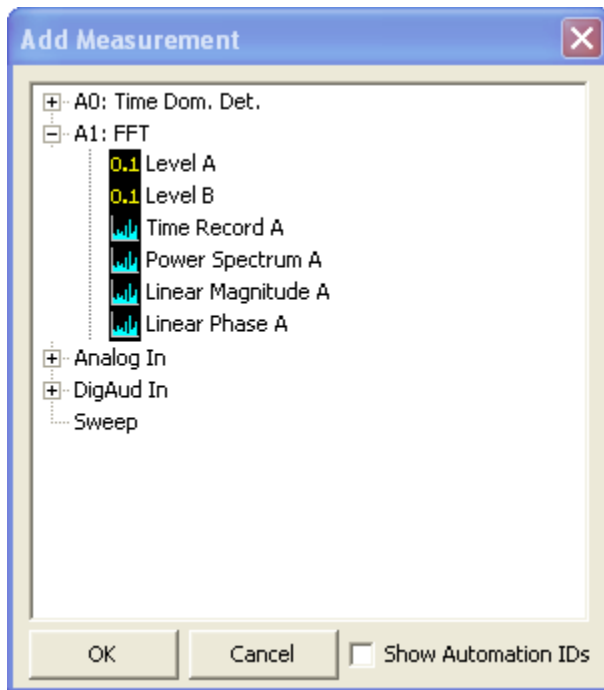 Add Measurement
A0: Time Dom. Det.
A1: FFT
0.1 Level A
0.1 Level B
Time Record A
Power Spectrum A
Linear Magnitude A
Linear Phase A
Analog In
DigAud In
Sweep
OK Cancel Show Automation IDs